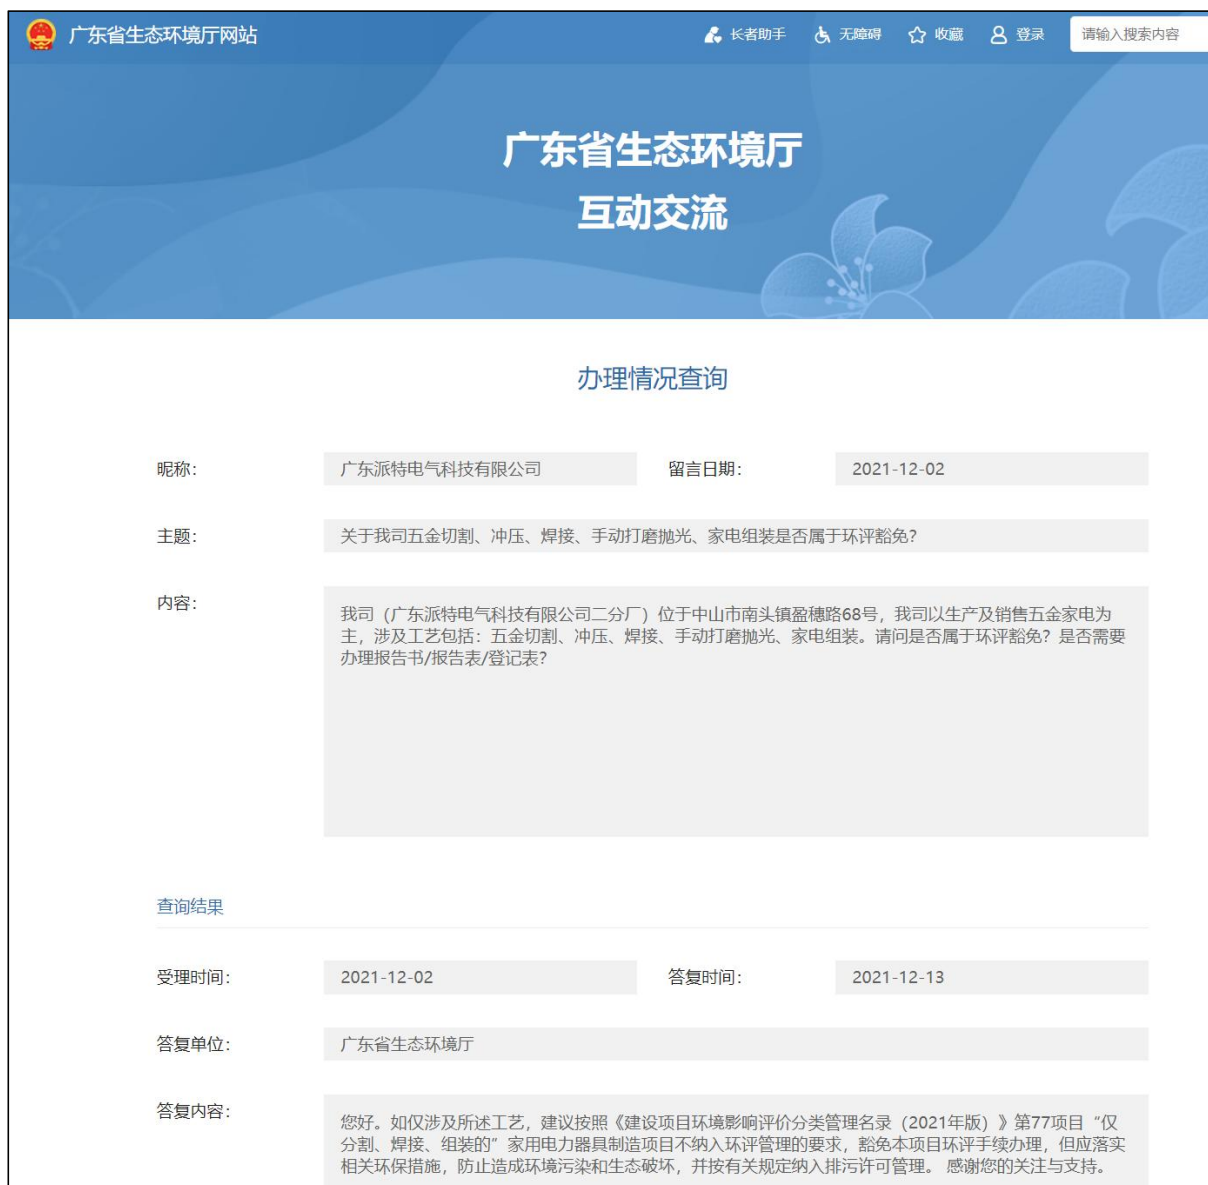 广东省生态环境厅网站
长者助手 无障碍 收藏 登录 请输入搜索内容
广东省生态环境厅
互动交流
办理情况查询
昵称： 广东派特电气科技有限公司 留言日期： 2021-12-02
主题： 关于我司五金切割、冲压、焊接、手动打磨抛光、家电组装是否属于环评豁免？
内容： 我司（广东派特电气科技有限公司二分厂）位于中山市南头镇盈穗路68号，我司以生产及销售五金家电为
主，涉及工艺包括：五金切割、冲压、焊接、手动打磨抛光、家电组装。请问是否属于环评豁免？是否需要
办理报告书/报告表/登记表？
查询结果
受理时间： 2021-12-02 答复时间： 2021-12-13
答复单位： 广东省生态环境厅
答复内容： 您好。如仅涉及所述工艺，建议按照《建设项目环境影响评价分类管理名录（2021年版）》第77项目“仅
分割、焊接、组装的”家用电力器具制造项目不纳入环评管理的要求，豁免本项目环评手续办理，但应落实
相关环保措施，防止造成环境污染和生态破坏，并按有关规定纳入排污许可管理。 感谢您的关注与支持。